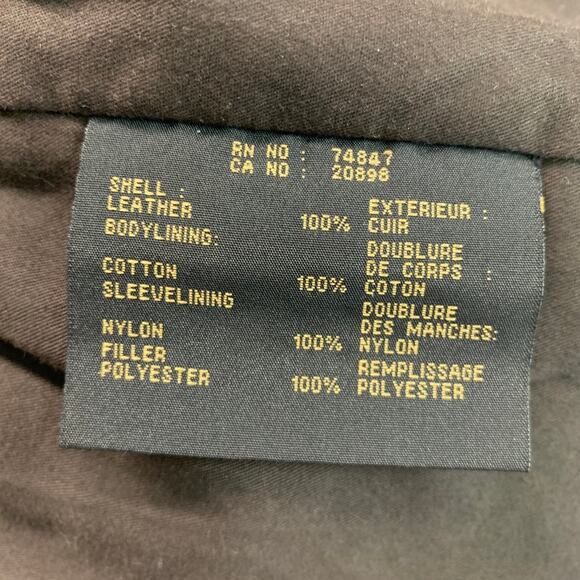 RN NO : 74847
CA NO : 20898
SHELL :
LEATHER 100%
BODYLINING:
COTTON 100%
SLEEVELINING
NYLON 100%
FILLER
POLYESTER 100%
EXTERIEUR :
CUIR
DOUBLURE
DE CORPS :
COTON
DOUBLURE
DES MANCHES:
NYLON
REMPLISSAGE
POLYESTER